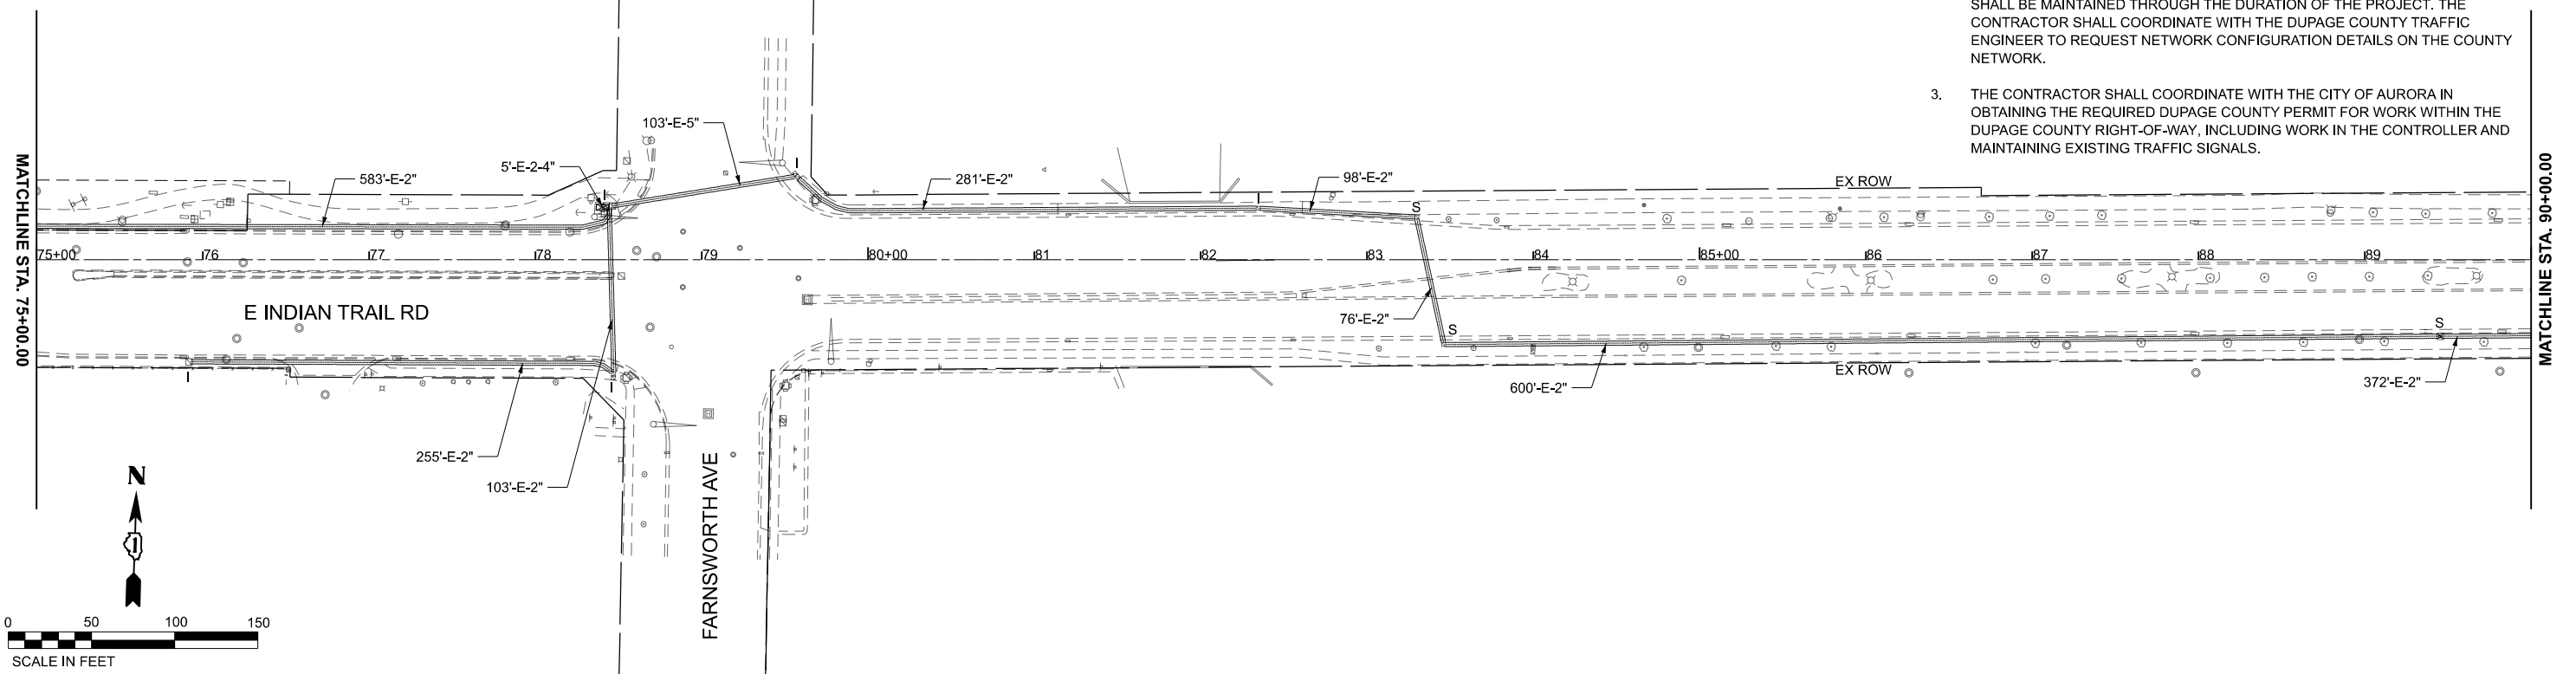 SHALL BE MAINTAINED THROUGH THE DURATION OF THE PROJECT. THE
CONTRACTOR SHALL COORDINATE WITH THE DUPAGE COUNTY TRAFFIC
ENGINEER TO REQUEST NETWORK CONFIGURATION DETAILS ON THE COUNTY
NETWORK.
3. THE CONTRACTOR SHALL COORDINATE WITH THE CITY OF AURORA IN
OBTAINING THE REQUIRED DUPAGE COUNTY PERMIT FOR WORK WITHIN THE
DUPAGE COUNTY RIGHT-OF-WAY, INCLUDING WORK IN THE CONTROLLER AND
MAINTAINING EXISTING TRAFFIC SIGNALS.
MATCHLINE STA. 75+00.00
103'-E-5"
5'-E-2-4"
I
I
583'-E-2"
281'-E-2"
I
98'-E-2"
S
EX ROW
75+00
76
77
78
79
80+00
81
82
83
84
85+00
86
87
88
89
E INDIAN TRAIL RD
76'-E-2"
S
S
I
I
EX ROW
600'-E-2"
372'-E-2"
255'-E-2"
103'-E-2"
FARNSWORTH AVE
MATCHLINE STA. 90+00.00
N
0 50 100 150
SCALE IN FEET